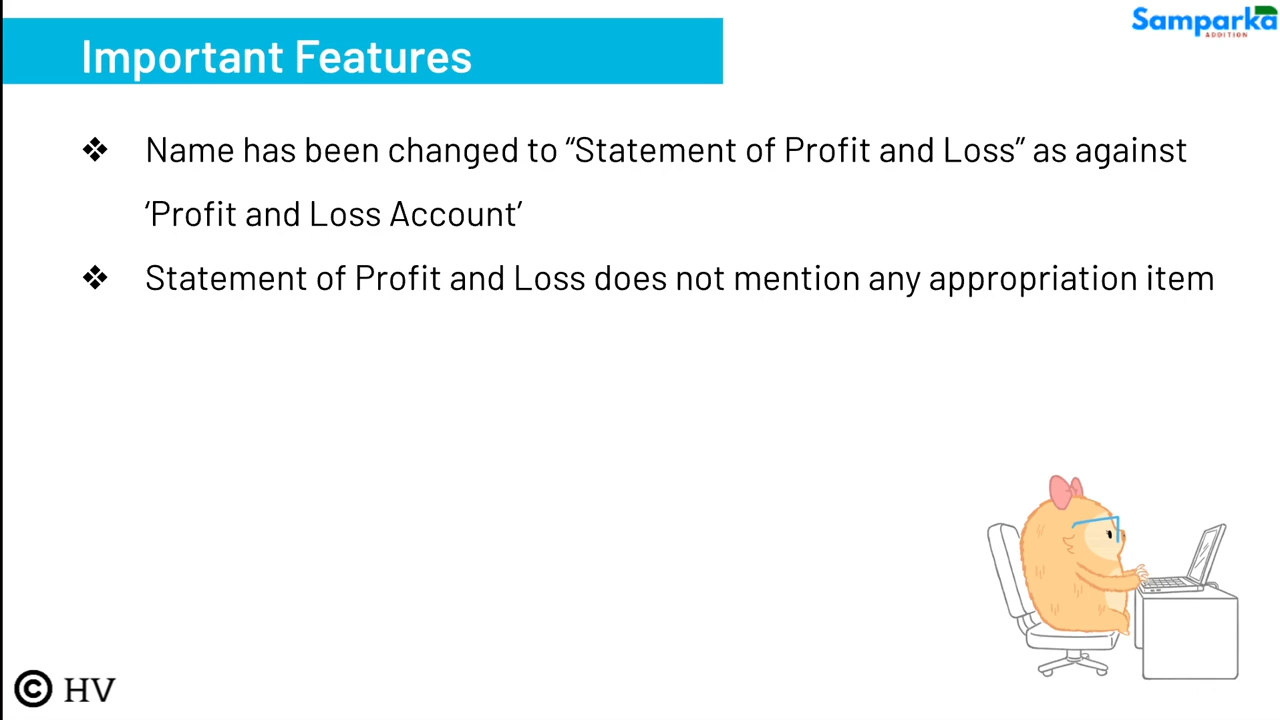 Samparka
ADDITION
Important Features
❖ Name has been changed to “Statement of Profit and Loss” as against
‘Profit and Loss Account’
❖ Statement of Profit and Loss does not mention any appropriation item
© HV